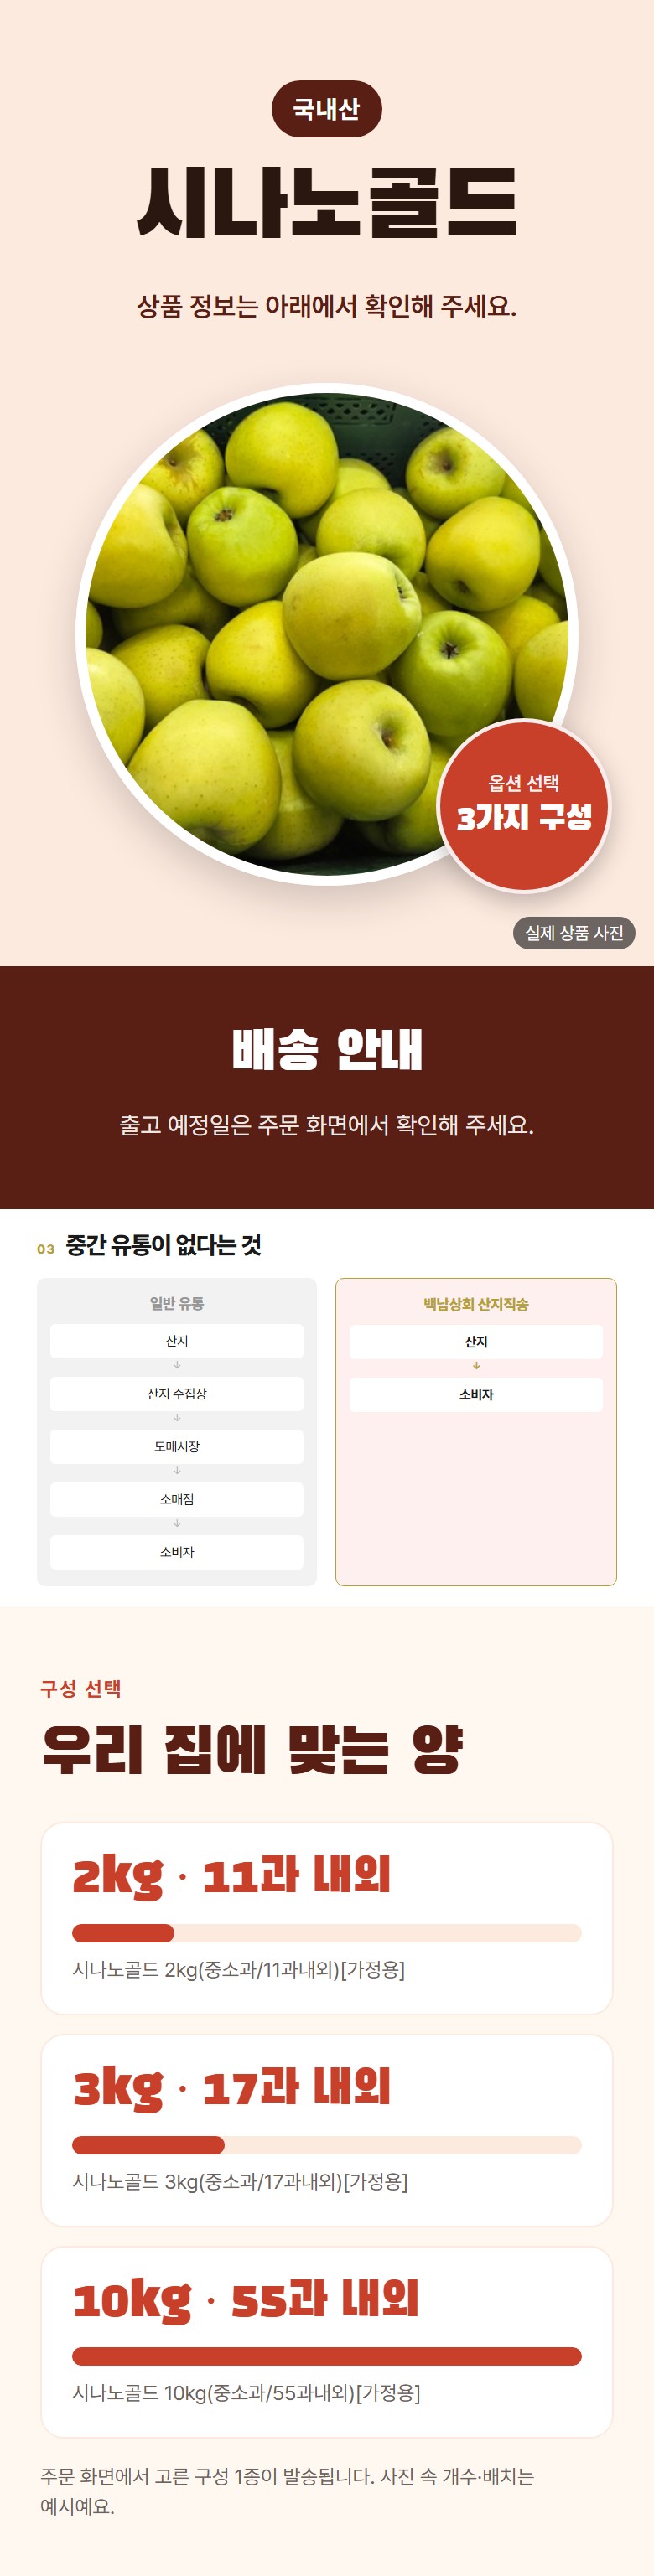 국내산
시나노골드
상품 정보는 아래에서 확인해 주세요.
옵션 선택
3가지 구성
실제 상품 사진
배송 안내
출고 예정일은 주문 화면에서 확인해 주세요.
03 중간 유통이 없다는 것
일반 유통
산지
↓
산지 수집상
↓
도매시장
↓
소매점
↓
소비자
백납상회 산지직송
산지
↓
소비자
구성 선택
우리 집에 맞는 양
2kg · 11과 내외
시나노골드 2kg(중소과/11과내외)[가정용]
3kg · 17과 내외
시나노골드 3kg(중소과/17과내외)[가정용]
10kg · 55과 내외
시나노골드 10kg(중소과/55과내외)[가정용]
주문 화면에서 고른 구성 1종이 발송됩니다. 사진 속 개수·배치는
예시예요.